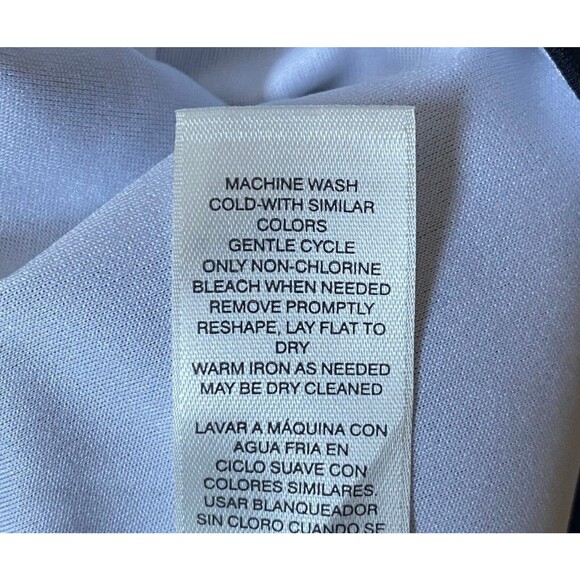 MACHINE WASH
COLD-WITH SIMILAR
COLORS
GENTLE CYCLE
ONLY NON-CHLORINE
BLEACH WHEN NEEDED
REMOVE PROMPTLY
RESHAPE, LAY FLAT TO
DRY
WARM IRON AS NEEDED
MAY BE DRY CLEANED
LAVAR A MÁQUINA CON
AGUA FRIA EN
CICLO SUAVE CON
COLORES SIMILARES.
USAR BLANQUEADOR
SIN CLORO CUANDO SE